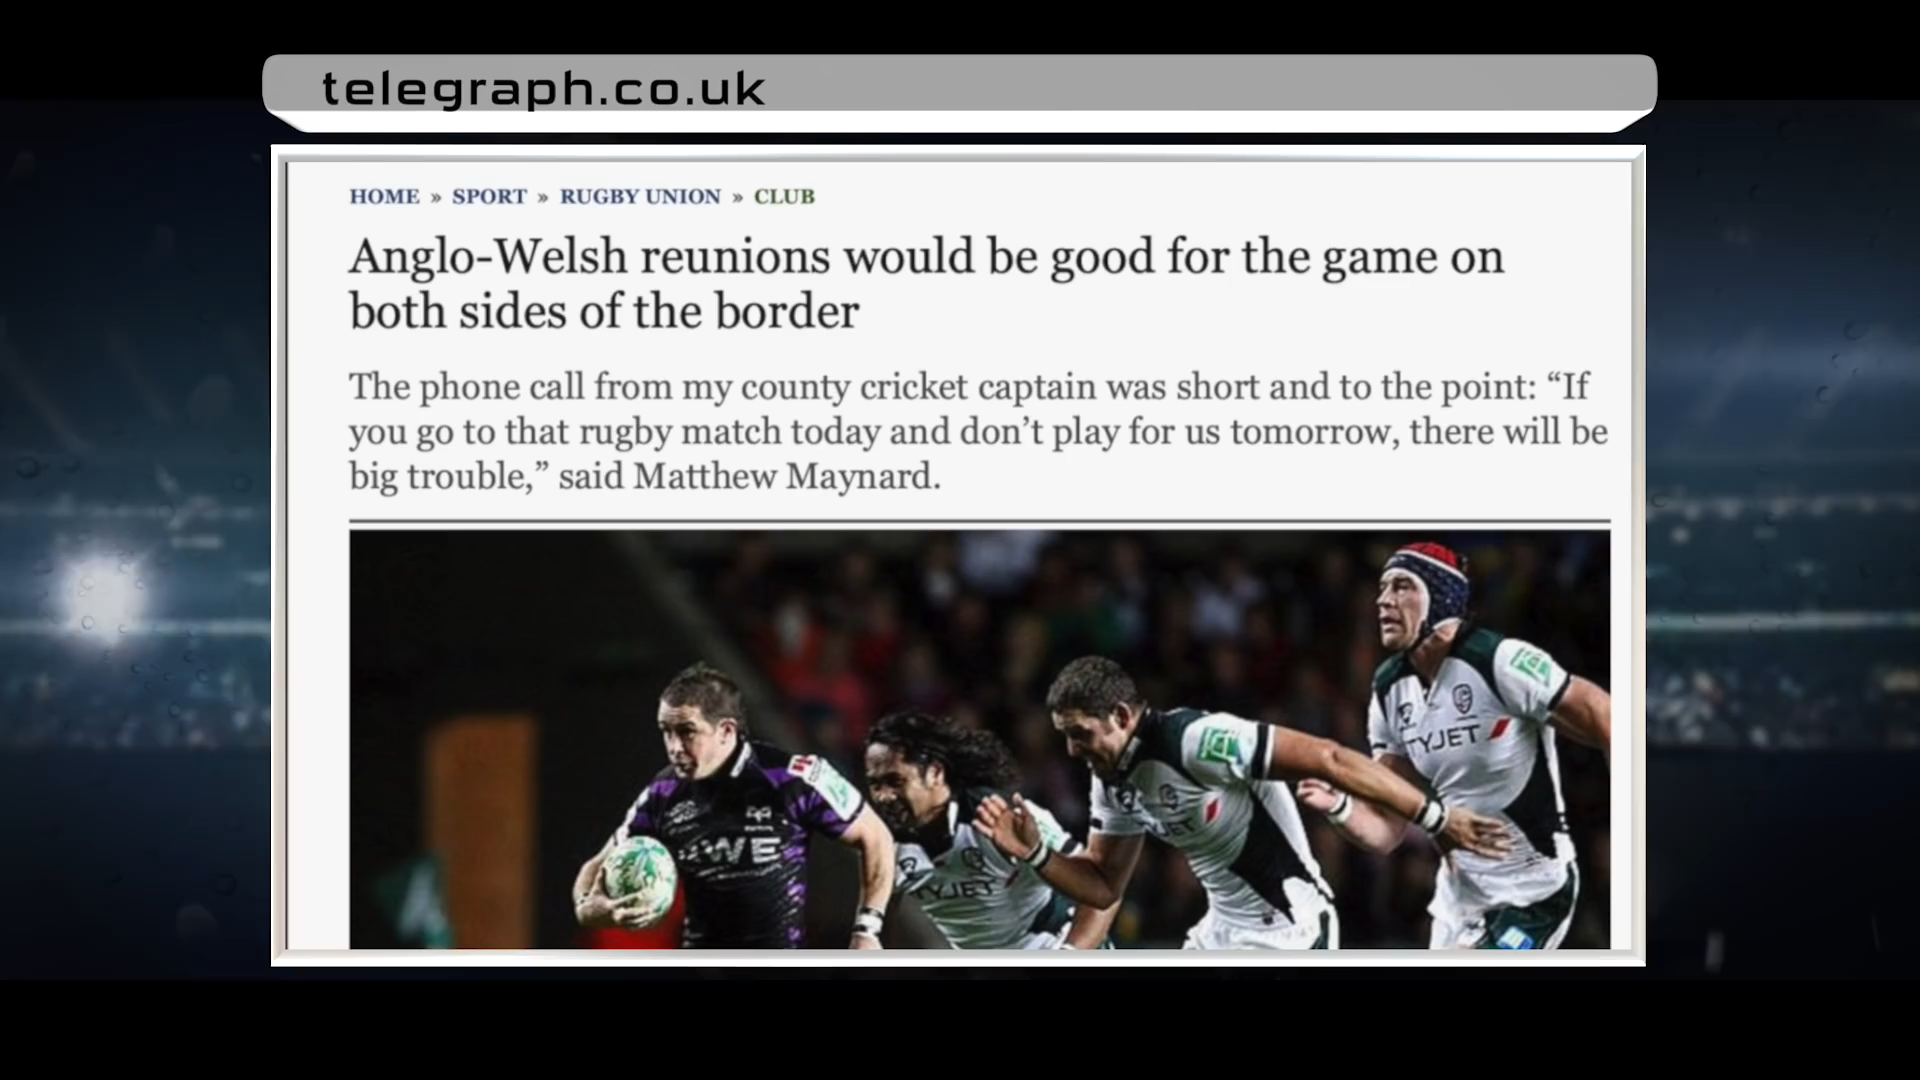 telegraph.co.uk
HOME » SPORT » RUGBY UNION » CLUB
Anglo-Welsh reunions would be good for the game on
both sides of the border
The phone call from my county cricket captain was short and to the point: “If
you go to that rugby match today and don’t play for us tomorrow, there will be
big trouble,” said Matthew Maynard.
TYJET
YJET